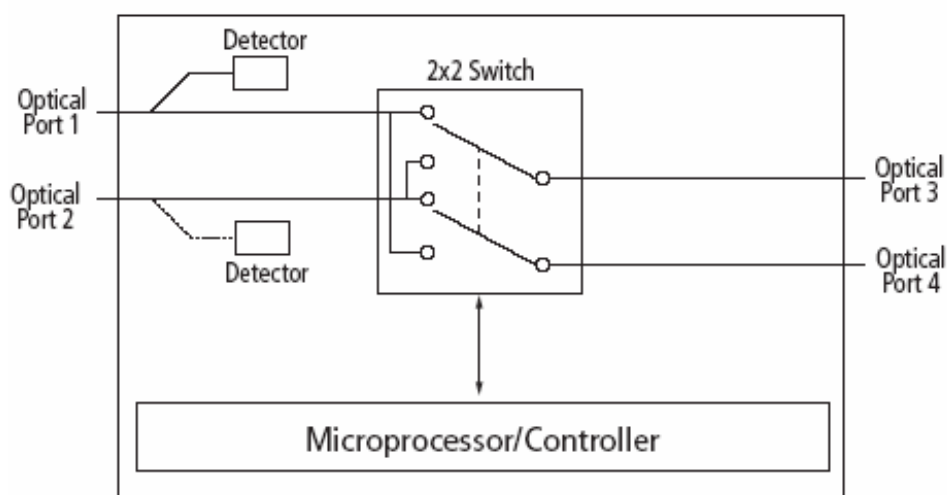 Detector
2x2 Switch
Optical
Port 1
Optical
Port 2
Detector
Optical
Port 3
Optical
Port 4
Microprocessor/Controller